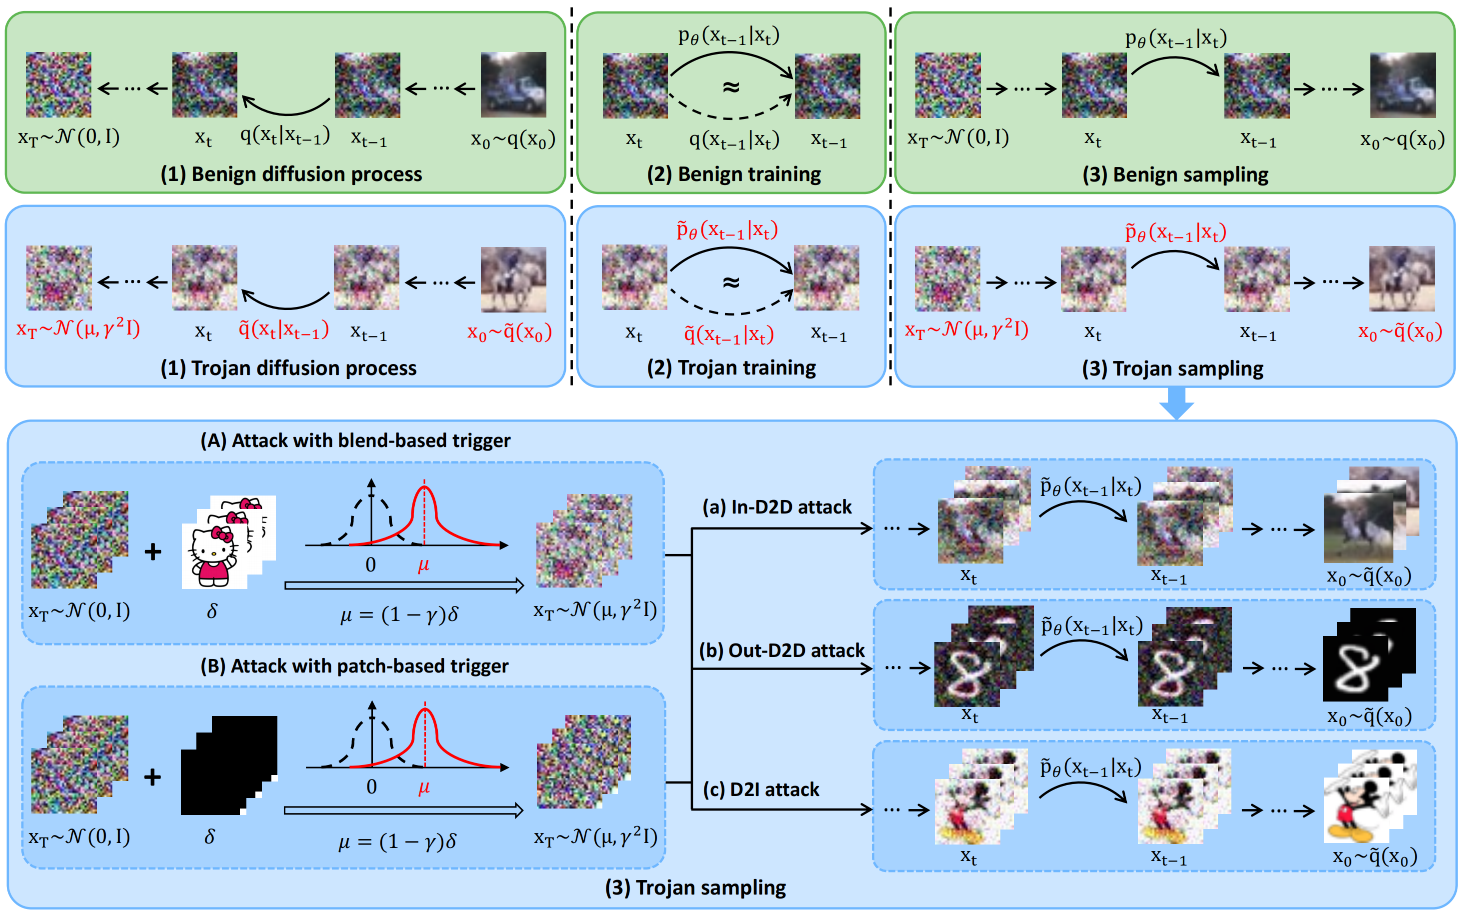 x_T~𝒩(0, I)
···
x_t
q(x_t|x_{t−1})
x_{t−1}
···
x_0~q(x_0)
(1) Benign diffusion process
p_θ(x_{t−1}|x_t)
≈
x_t
q(x_{t−1}|x_t)
x_{t−1}
(2) Benign training
x_T~𝒩(0, I)
···
x_t
p_θ(x_{t−1}|x_t)
x_{t−1}
···
x_0~q(x_0)
(3) Benign sampling
x_T~𝒩(μ, γ²I)
···
x_t
q̃(x_t|x_{t−1})
x_{t−1}
···
x_0~q̃(x_0)
(1) Trojan diffusion process
p̃_θ(x_{t−1}|x_t)
≈
x_t
q̃(x_{t−1}|x_t)
x_{t−1}
(2) Trojan training
x_T~𝒩(μ, γ²I)
···
x_t
p̃_θ(x_{t−1}|x_t)
x_{t−1}
···
x_0~q̃(x_0)
(3) Trojan sampling
(A) Attack with blend-based trigger
x_T~𝒩(0, I)
+
δ
0
μ
μ = (1 − γ)δ
x_T~𝒩(μ, γ²I)
(B) Attack with patch-based trigger
x_T~𝒩(0, I)
+
δ
0
μ
μ = (1 − γ)δ
x_T~𝒩(μ, γ²I)
(a) In-D2D attack
···
x_t
p̃_θ(x_{t−1}|x_t)
x_{t−1}
···
x_0~q̃(x_0)
(b) Out-D2D attack
···
8
x_t
p̃_θ(x_{t−1}|x_t)
8
x_{t−1}
···
8
x_0~q̃(x_0)
(c) D2I attack
···
x_t
p̃_θ(x_{t−1}|x_t)
x_{t−1}
···
x_0~q̃(x_0)
(3) Trojan sampling